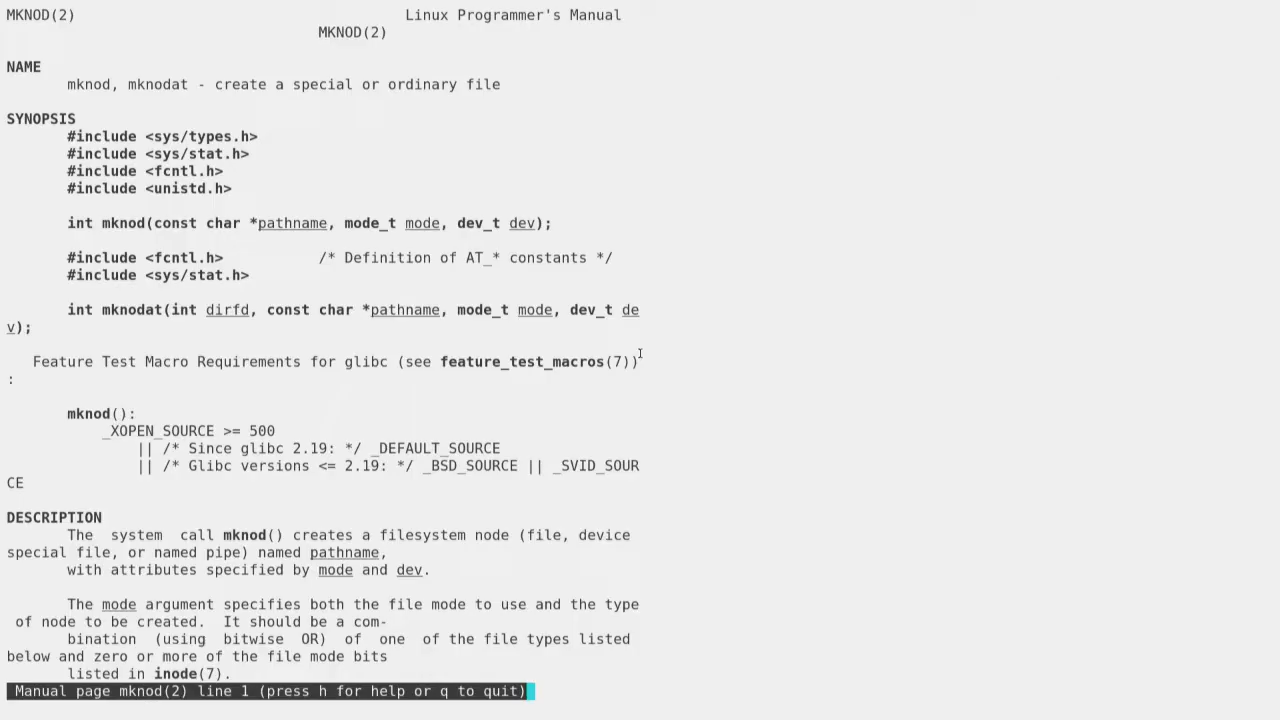 MKNOD(2)                                      Linux Programmer's Manual
                                    MKNOD(2)
NAME
       mknod, mknodat - create a special or ordinary file
SYNOPSIS
       #include <sys/types.h>
       #include <sys/stat.h>
       #include <fcntl.h>
       #include <unistd.h>
       int mknod(const char *pathname, mode_t mode, dev_t dev);
       #include <fcntl.h>           /* Definition of AT_* constants */
       #include <sys/stat.h>
       int mknodat(int dirfd, const char *pathname, mode_t mode, dev_t de
v);
   Feature Test Macro Requirements for glibc (see feature_test_macros(7))
:
       mknod():
           _XOPEN_SOURCE >= 500
               || /* Since glibc 2.19: */ _DEFAULT_SOURCE
               || /* Glibc versions <= 2.19: */ _BSD_SOURCE || _SVID_SOUR
CE
DESCRIPTION
       The  system  call mknod() creates a filesystem node (file, device
special file, or named pipe) named pathname,
       with attributes specified by mode and dev.
       The mode argument specifies both the file mode to use and the type
 of node to be created.  It should be a com-
       bination  (using  bitwise  OR)  of  one  of the file types listed
below and zero or more of the file mode bits
       listed in inode(7).
 Manual page mknod(2) line 1 (press h for help or q to quit)